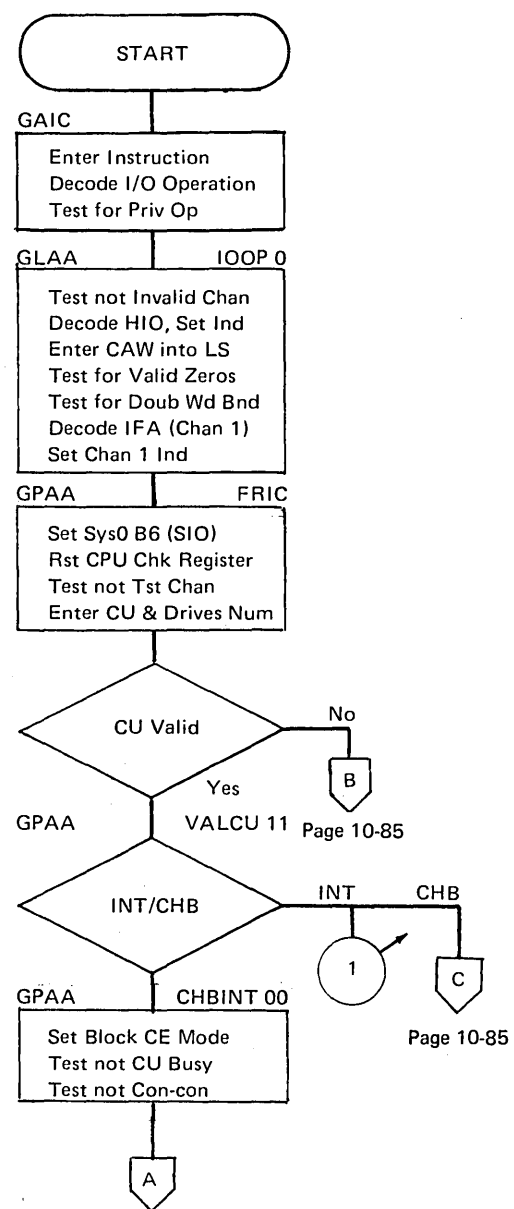 START
GAIC
Enter Instruction
Decode I/O Operation
Test for Priv Op
GLAA IOOP 0
Test not Invalid Chan
Decode HIO, Set Ind
Enter CAW into LS
Test for Valid Zeros
Test for Doub Wd Bnd
Decode IFA (Chan 1)
Set Chan 1 Ind
GPAA FRIC
Set Sys0 B6 (SIO)
Rst CPU Chk Register
Test not Tst Chan
Enter CU & Drives Num
CU Valid
No
B
Page 10-85
Yes
GPAA VALCU 11
INT/CHB
INT CHB
1
C
Page 10-85
GPAA CHBINT 00
Set Block CE Mode
Test not CU Busy
Test not Con-con
A